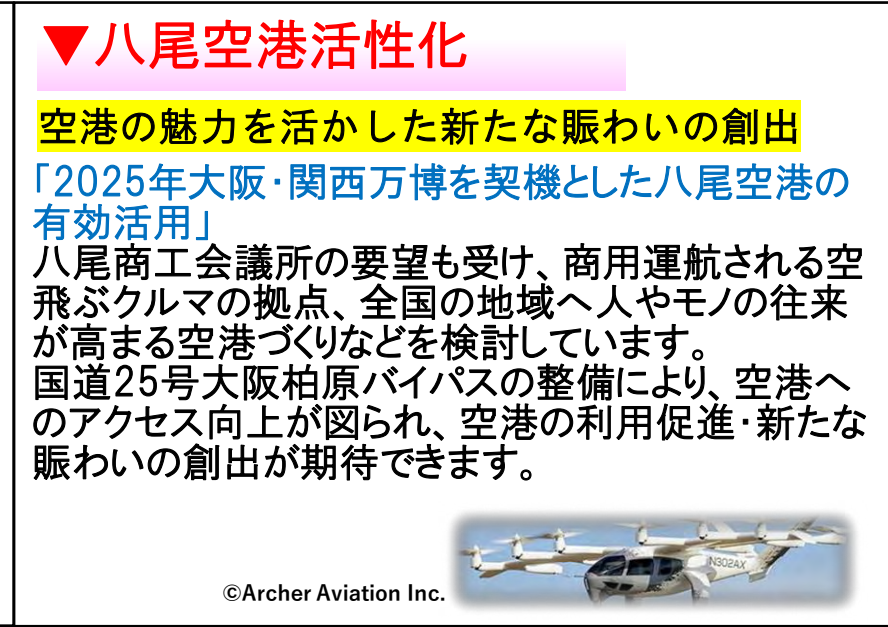 ▼八尾空港活性化
空港の魅力を活かした新たな賑わいの創出
「2025年大阪・関西万博を契機とした八尾空港の
有効活用」
八尾商工会議所の要望も受け、商用運航される空
飛ぶクルマの拠点、全国の地域へ人やモノの往来
が高まる空港づくりなどを検討しています。
国道25号大阪柏原バイパスの整備により、空港へ
のアクセス向上が図られ、空港の利用促進・新たな
賑わいの創出が期待できます。
N302AX
©Archer Aviation Inc.